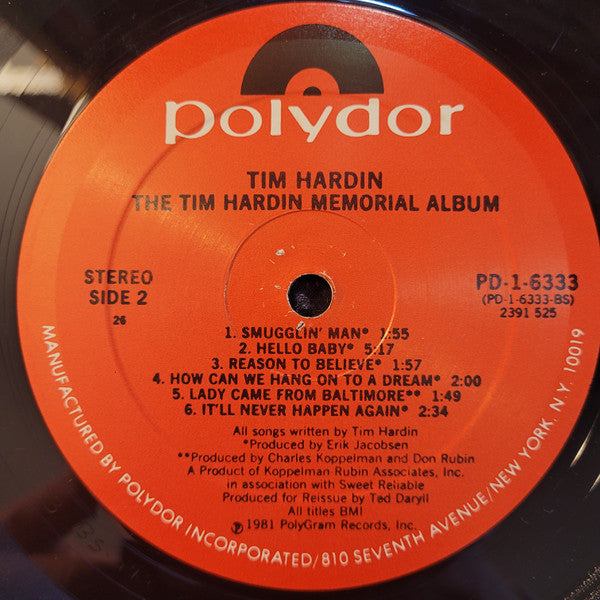 polydor
TIM HARDIN
THE TIM HARDIN MEMORIAL ALBUM
STEREO
SIDE 2
26
PD-1-6333
(PD-1-6333-BS)
2391 525
1. SMUGGLIN' MAN* 1:55
2. HELLO BABY* 5:17
3. REASON TO BELIEVE* 1:57
4. HOW CAN WE HANG ON TO A DREAM* 2:00
5. LADY CAME FROM BALTIMORE** 1:49
6. IT'LL NEVER HAPPEN AGAIN* 2:34
All songs written by Tim Hardin
*Produced by Erik Jacobsen
**Produced by Charles Koppelman and Don Rubin
A Product of Koppelman-Rubin Associates, Inc.
in association with Sweet Reliable
Produced for Reissue by Ted Daryll
All titles BMI
℗ 1981 PolyGram Records, Inc.
MANUFACTURED BY POLYDOR INCORPORATED/810 SEVENTH AVENUE/NEW YORK, N.Y. 10019